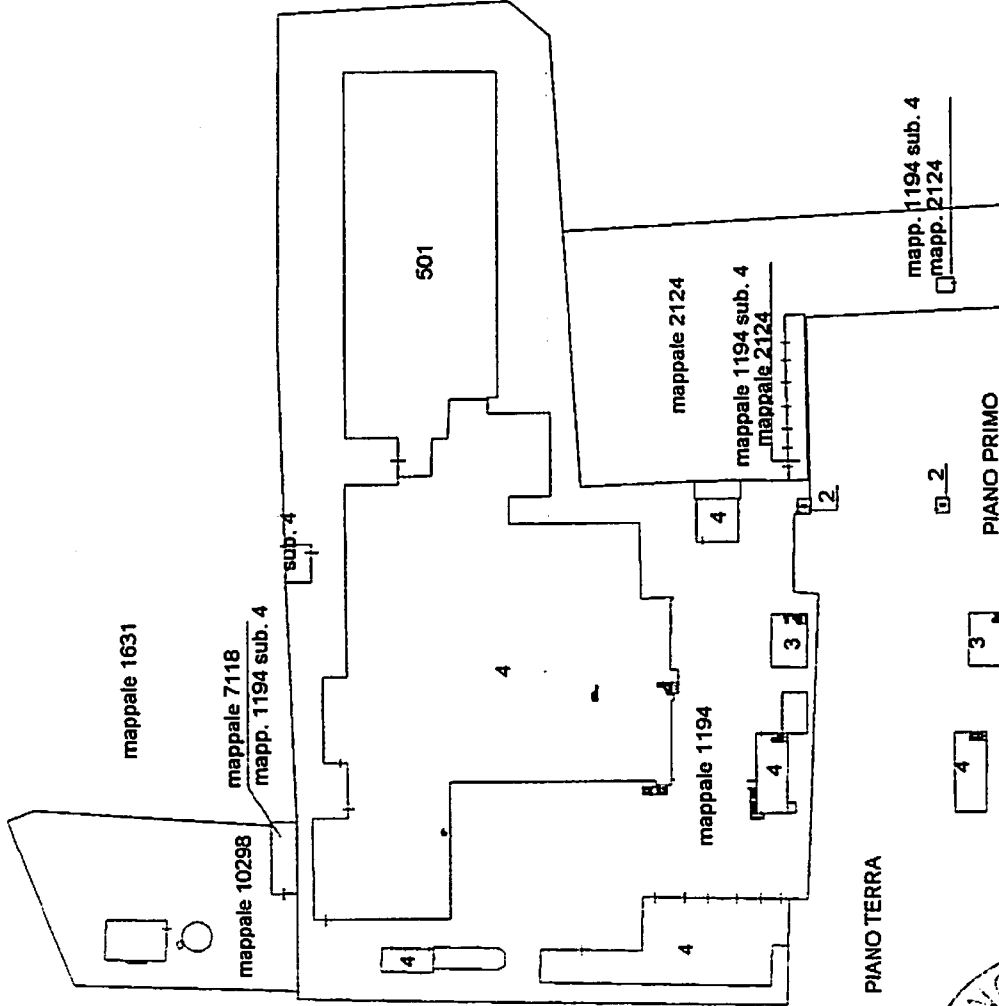 mappale 1631
mappale 7118
mapp. 1194 sub. 4
mappale 10298
sub. 4
501
4
mappale 2124
mappale 1194 sub. 4
mappale 2124
mapp. 1194 sub. 4
mapp. 2124
4
2
3
mappale 1194
4
4
4
PIANO TERRA
2
3
4
PIANO PRIMO